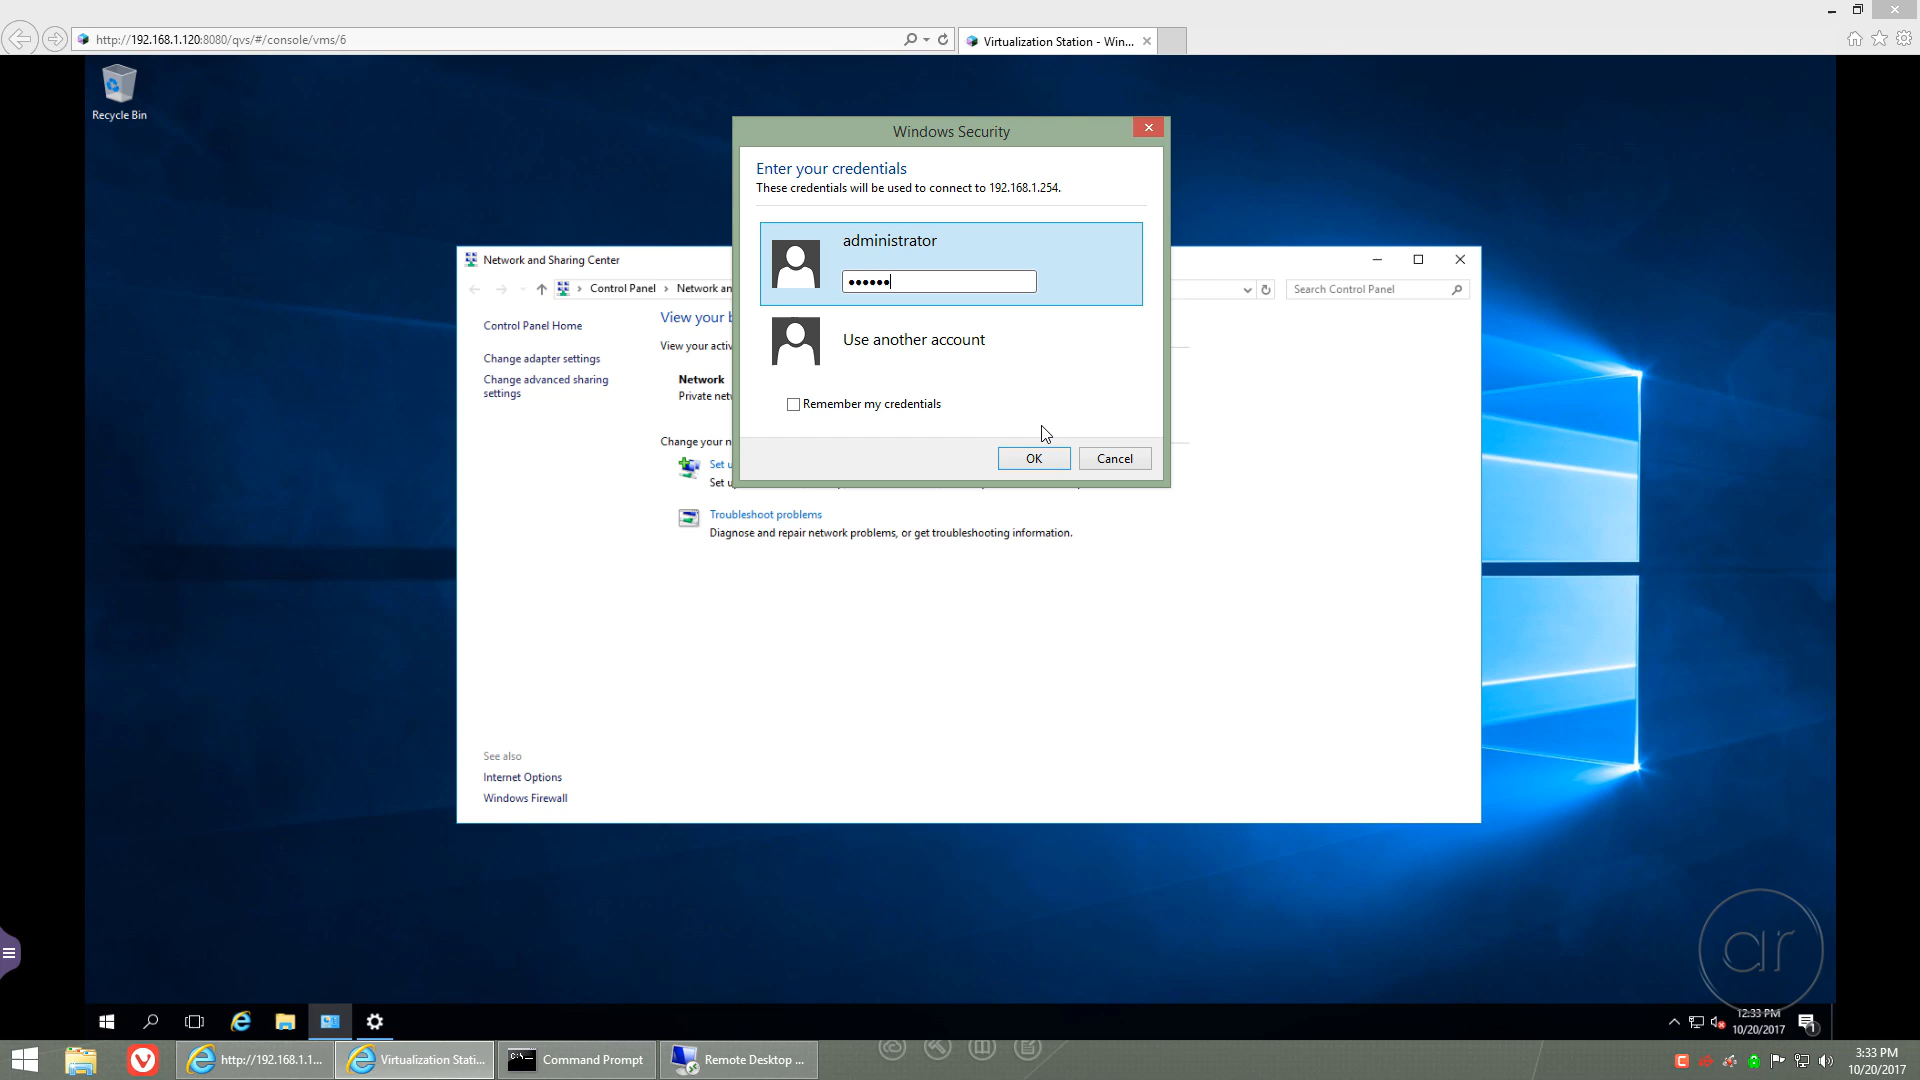 http://192.168.1.120:8080/qvs/#/console/vms/6
Virtualization Station - Win...
Recycle Bin
Windows Security
Enter your credentials
These credentials will be used to connect to 192.168.1.254.
administrator
Use another account
Remember my credentials
OK
Cancel
Network and Sharing Center
Control Panel
Network an
Search Control Panel
Control Panel Home
Change adapter settings
Change advanced sharing
settings
View your b
View your activ
Network
Private netw
Change your n
Set u
Set u
Troubleshoot problems
Diagnose and repair network problems, or get troubleshooting information.
See also
Internet Options
Windows Firewall
ar
12:33 PM
10/20/2017
1
http://192.168.1.1...
Virtualization Stati...
Command Prompt
Remote Desktop ...
3:33 PM
10/20/2017